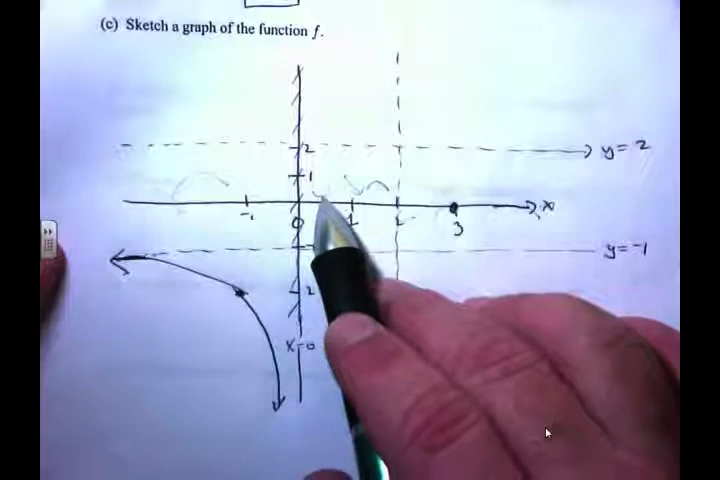 (c) Sketch a graph of the function f.
2
y = 2
1
x
-1
0
1
2
3
y = -1
2
x=0